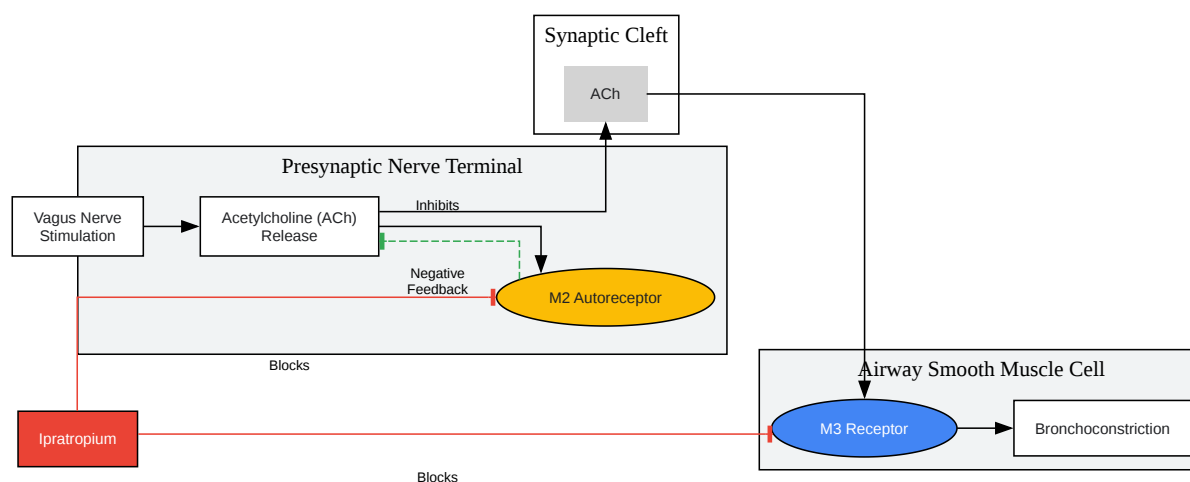 Synaptic Cleft
ACh
Presynaptic Nerve Terminal
Vagus Nerve
Stimulation
Acetylcholine (ACh)
Release
Inhibits
Negative
Feedback
M2 Autoreceptor
Blocks
Airway Smooth Muscle Cell
Ipratropium
M3 Receptor
Bronchoconstriction
Blocks